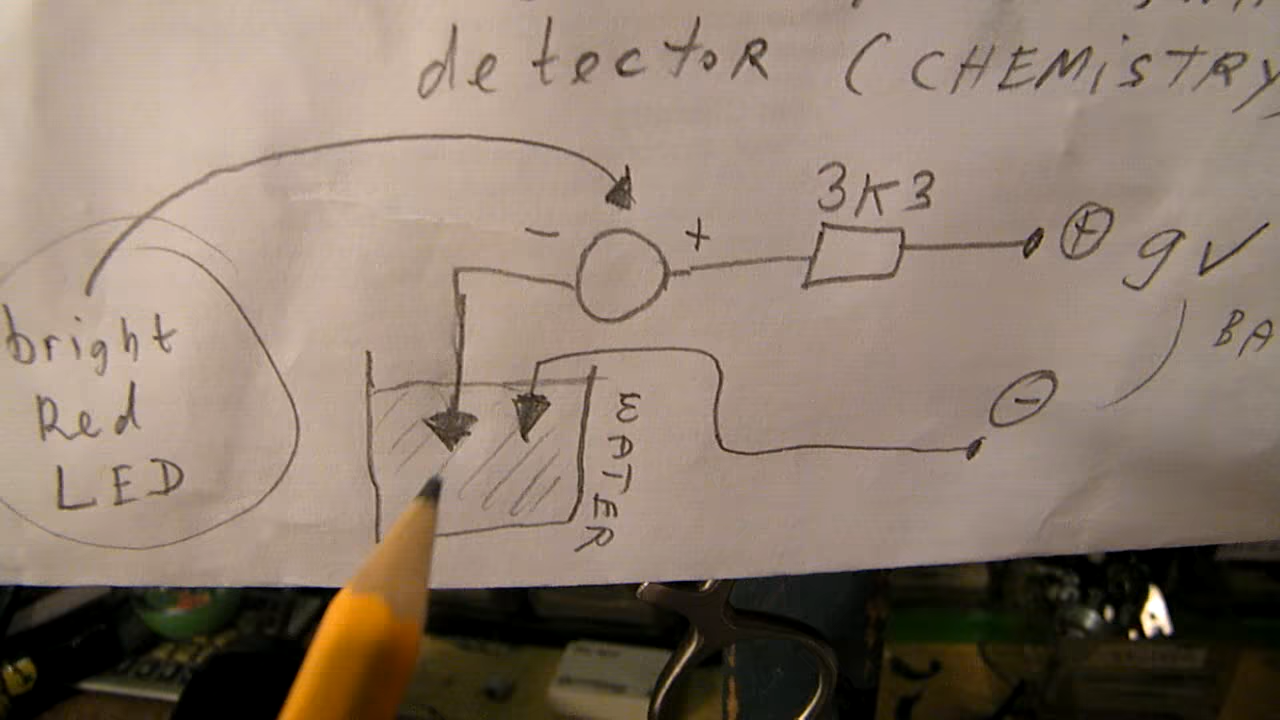 detectoR (CHEMiSTRY)
3K3
- +
+ 9V
bright
Red
LED
BA
-
WATER